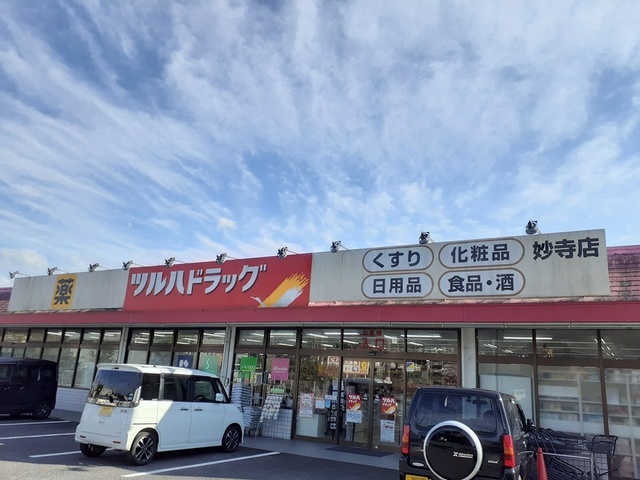 薬
ツルハドラッグ
くすり
化粧品
日用品
食品・酒
妙寺店